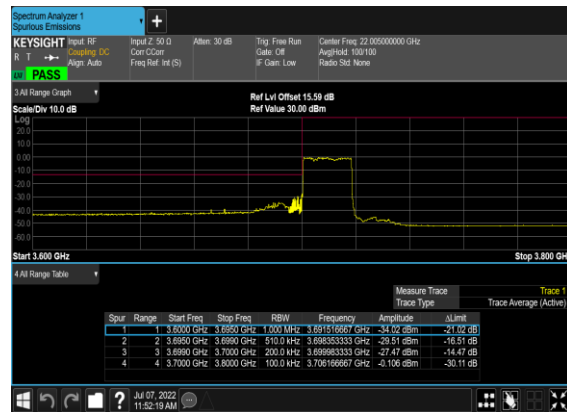 Spectrum Analyzer 1
Spurious Emissions
+
KEYSIGHT Input: RF Input Z: 50 Ω Atten: 30 dB Trig: Free Run Center Freq: 22.005000000 GHz
R T Coupling: DC Corr CCorr Gate: Off Avg|Hold: 100/100
Align: Auto Freq Ref: Int (S) IF Gain: Low Radio Std: None
PASS
3 All Range Graph
Ref Lvl Offset 15.59 dB
Scale/Div 10.0 dB Ref Value 30.00 dBm
Log
20.0
10.0
0.00
-10.0
-20.0
-30.0
-40.0
-50.0
-60.0
Start 3.600 GHz Stop 3.800 GH
4 All Range Table
Measure Trace Trace 1
Trace Type Trace Average (Active)
Spur Range Start Freq Stop Freq RBW Frequency Amplitude ΔLimit
1 1 3.6000 GHz 3.6950 GHz 1.000 MHz 3.691516667 GHz -34.02 dBm -21.02 dB
2 2 3.6950 GHz 3.6990 GHz 510.0 kHz 3.698353333 GHz -29.51 dBm -16.51 dB
3 3 3.6990 GHz 3.7000 GHz 200.0 kHz 3.699983333 GHz -27.47 dBm -14.47 dB
4 4 3.7000 GHz 3.8000 GHz 100.0 kHz 3.706166667 GHz -0.106 dBm -30.11 dB
? Jul 07, 2022
11:52:19 AM